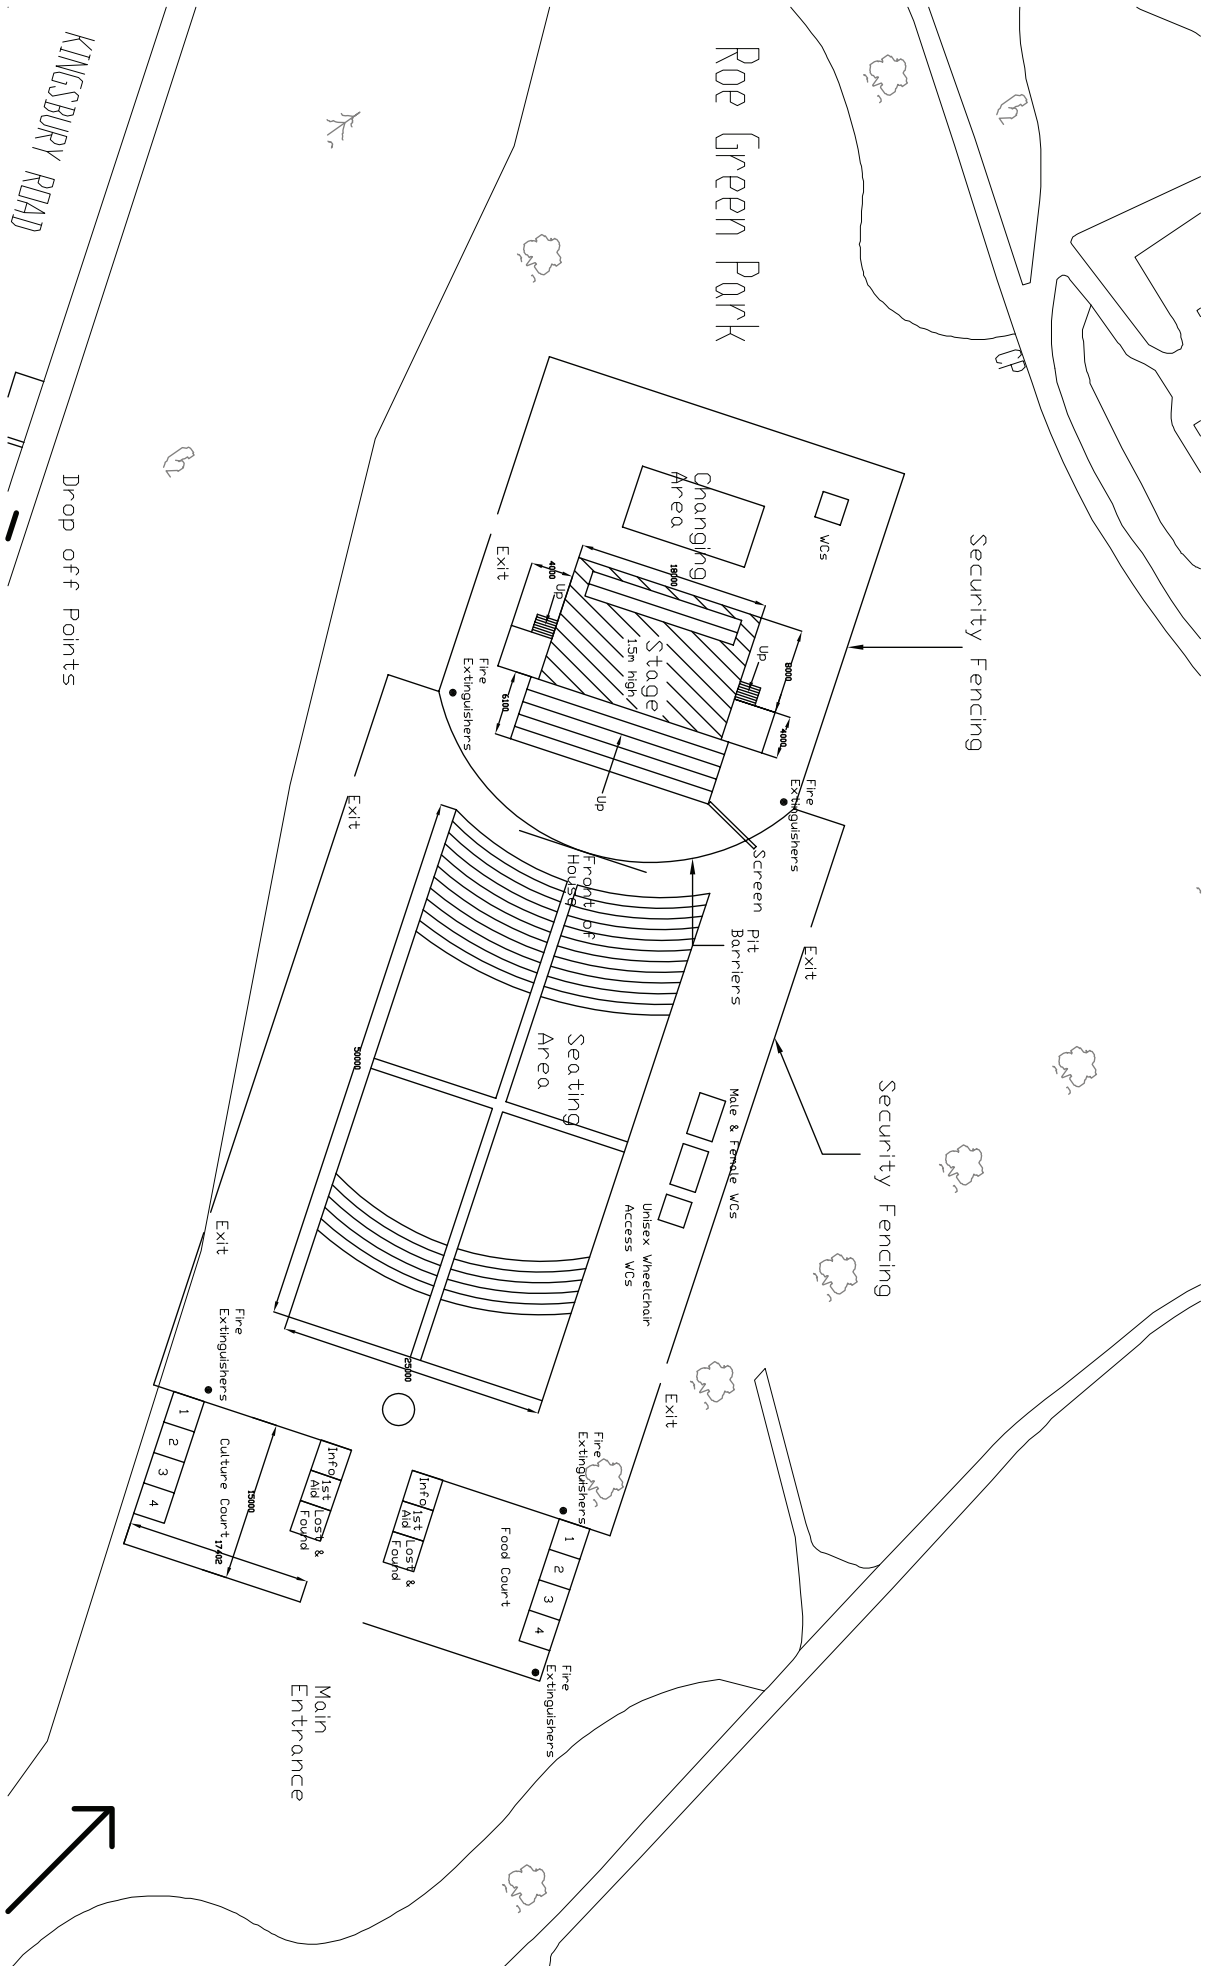 KINGSBURY ROAD
Roe Green Park
CP
Drop off Points
Security Fencing
WCs
Changing
Area
Exit
18000
4000
Up
Stage
1.5m high
Up
8000
4000
Fire
Extinguishers
6100
Up
Fire
Extinguishers
Exit
Screen
Front of
House
Pit
Barriers
Exit
Seating
Area
50000
Security Fencing
Male & Female WCs
Unisex Wheelchair
Access WCs
Exit
Fire
Extinguishers
25000
Exit
Fire
Extinguishers
1
2
3
4
Culture Court
15000
17402
Info
1st
Aid
Lost &
Found
Info
1st
Aid
Lost &
Found
Food Court
1
2
3
4
Fire
Extinguishers
Main
Entrance